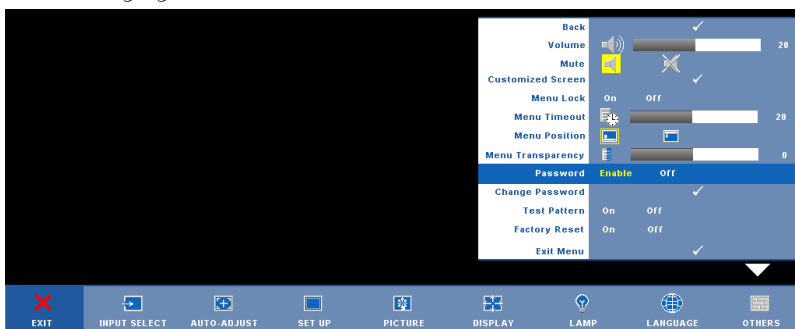 Back
Volume 20
Mute
Customized Screen
Menu Lock On Off
Menu Timeout 20
Menu Position
Menu Transparency 0
Password Enable Off
Change Password
Test Pattern On Off
Factory Reset On Off
Exit Menu
EXIT INPUT SELECT AUTO-ADJUST SET UP PICTURE DISPLAY LAMP LANGUAGE OTHERS